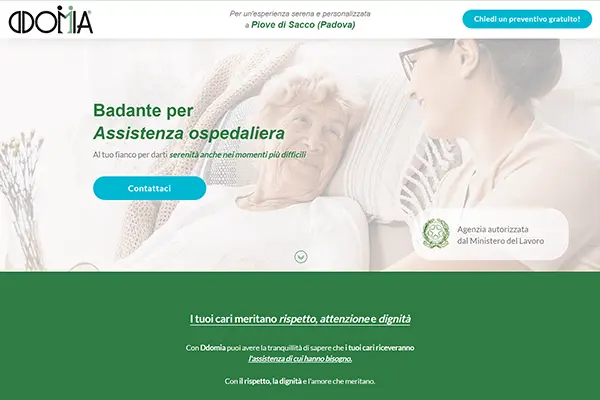 DDOMIA®
Per un'esperienza serena e personalizzata
a Piove di Sacco (Padova)
Chiedi un preventivo gratuito!
Badante per
Assistenza ospedaliera
Al tuo fianco per darti serenità anche nei momenti più difficili
Contattaci
Agenzia autorizzata
dal Ministero del Lavoro
I tuoi cari meritano rispetto, attenzione e dignità
Con Ddomia puoi avere la tranquillità di sapere che i tuoi cari riceveranno
l'assistenza di cui hanno bisogno.
Con il rispetto, la dignità e l'amore che meritano.